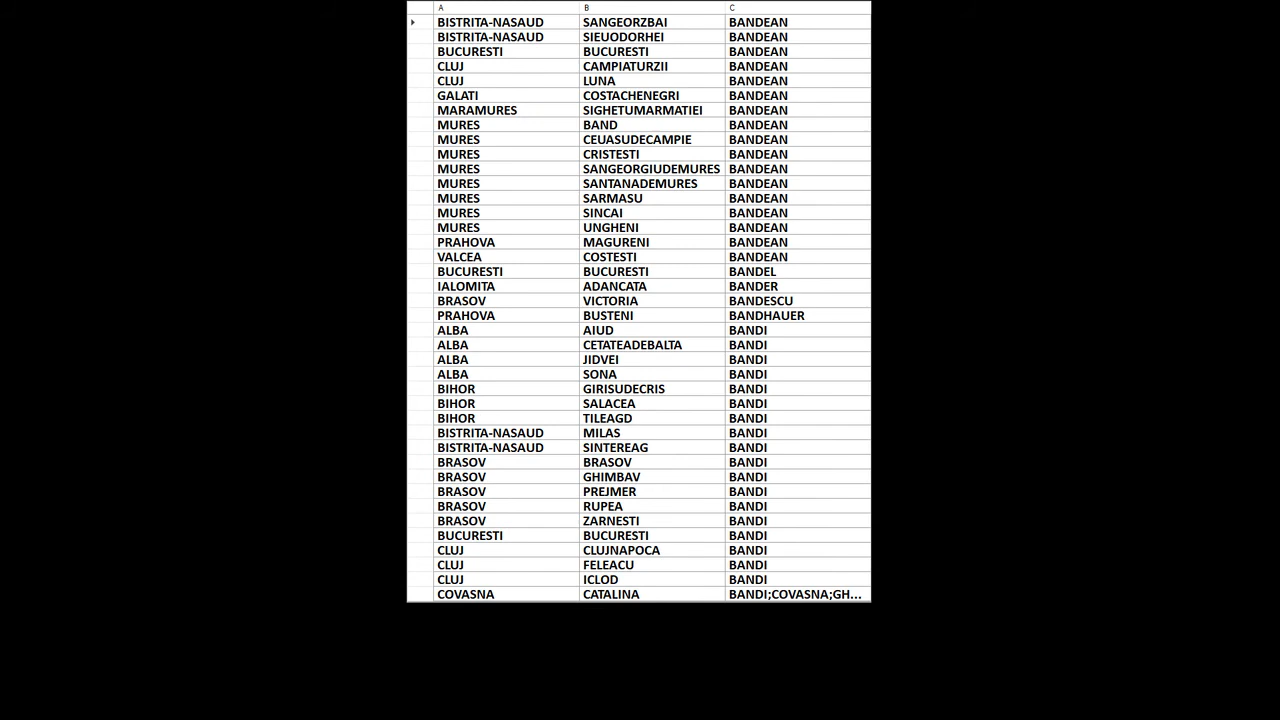 A B C
BISTRITA-NASAUD SANGEORZBAI BANDEAN
BISTRITA-NASAUD SIEUODORHEI BANDEAN
BUCURESTI BUCURESTI BANDEAN
CLUJ CAMPIATURZII BANDEAN
CLUJ LUNA BANDEAN
GALATI COSTACHENEGRI BANDEAN
MARAMURES SIGHETUMARMATIEI BANDEAN
MURES BAND BANDEAN
MURES CEUASUDECAMPIE BANDEAN
MURES CRISTESTI BANDEAN
MURES SANGEORGIUDEMURES BANDEAN
MURES SANTANADEMURES BANDEAN
MURES SARMASU BANDEAN
MURES SINCAI BANDEAN
MURES UNGHENI BANDEAN
PRAHOVA MAGURENI BANDEAN
VALCEA COSTESTI BANDEAN
BUCURESTI BUCURESTI BANDEL
IALOMITA ADANCATA BANDER
BRASOV VICTORIA BANDESCU
PRAHOVA BUSTENI BANDHAUER
ALBA AIUD BANDI
ALBA CETATEADEBALTA BANDI
ALBA JIDVEI BANDI
ALBA SONA BANDI
BIHOR GIRISUDECRIS BANDI
BIHOR SALACEA BANDI
BIHOR TILEAGD BANDI
BISTRITA-NASAUD MILAS BANDI
BISTRITA-NASAUD SINTEREAG BANDI
BRASOV BRASOV BANDI
BRASOV GHIMBAV BANDI
BRASOV PREJMER BANDI
BRASOV RUPEA BANDI
BRASOV ZARNESTI BANDI
BUCURESTI BUCURESTI BANDI
CLUJ CLUJNAPOCA BANDI
CLUJ FELEACU BANDI
CLUJ ICLOD BANDI
COVASNA CATALINA BANDI;COVASNA;GH...